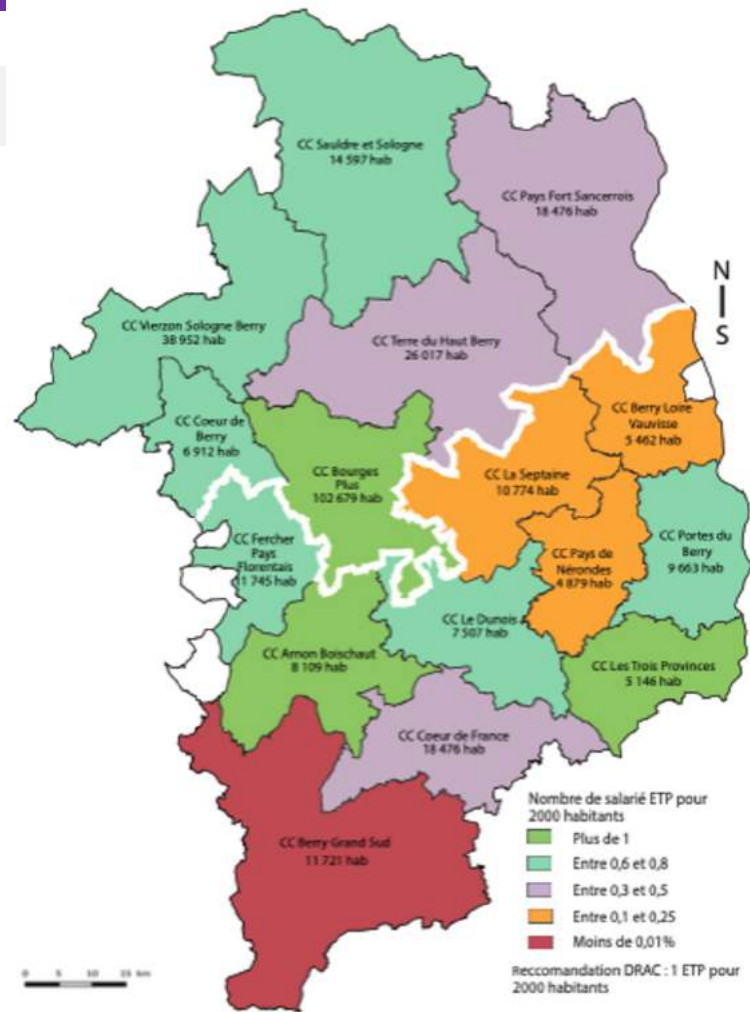 CC Sauldre et Sologne
14 597 hab
CC Pays Fort Sancerrois
18 476 hab
N
S
CC Vierzon Sologne Berry
38 952 hab
CC Terre du Haut Berry
26 017 hab
CC Berry Loire
Vauvisse
5 462 hab
CC Coeur de
Berry
6 912 hab
CC Bourges
Plus
102 679 hab
CC La Septaine
10 774 hab
CC Fercher
Pays
Florentais
11 745 hab
CC Pays de
Nérondes
4 879 hab
CC Portes du
Berry
9 663 hab
CC Le Dunois
7 507 hab
CC Arnon Boischaut
8 109 hab
CC Les Trois Provinces
5 146 hab
CC Coeur de France
18 476 hab
CC Berry Grand Sud
11 721 hab
Nombre de salarié ETP pour
2000 habitants
Plus de 1
Entre 0,6 et 0,8
Entre 0,3 et 0,5
Entre 0,1 et 0,25
Moins de 0,01%
Reccomandation DRAC : 1 ETP pour
2000 habitants
0 5 10 15 km